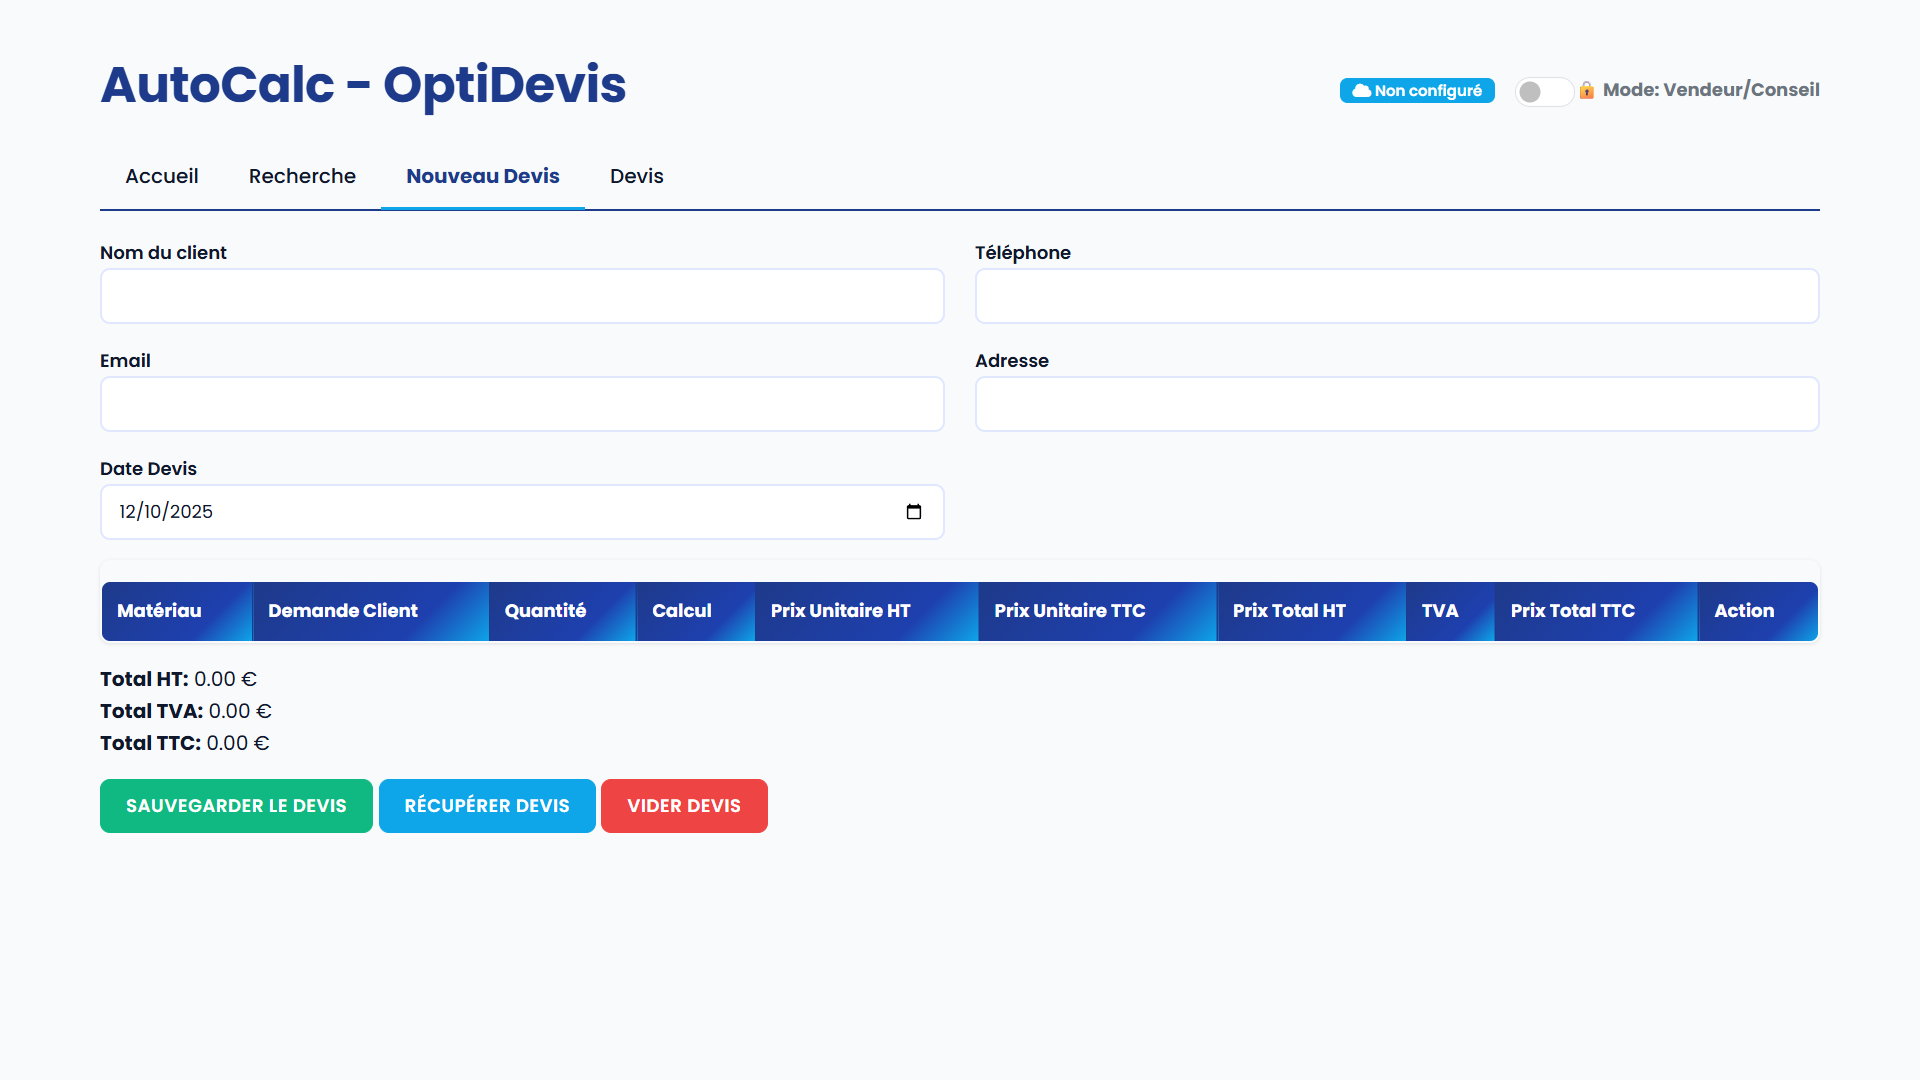 AutoCalc - OptiDevis
Non configuré
Mode: Vendeur/Conseil
Accueil Recherche Nouveau Devis Devis
Nom du client
Téléphone
Email
Adresse
Date Devis
12/10/2025
Matériau Demande Client Quantité Calcul Prix Unitaire HT Prix Unitaire TTC Prix Total HT TVA Prix Total TTC Action
Total HT: 0.00 €
Total TVA: 0.00 €
Total TTC: 0.00 €
SAUVEGARDER LE DEVIS RÉCUPÉRER DEVIS VIDER DEVIS